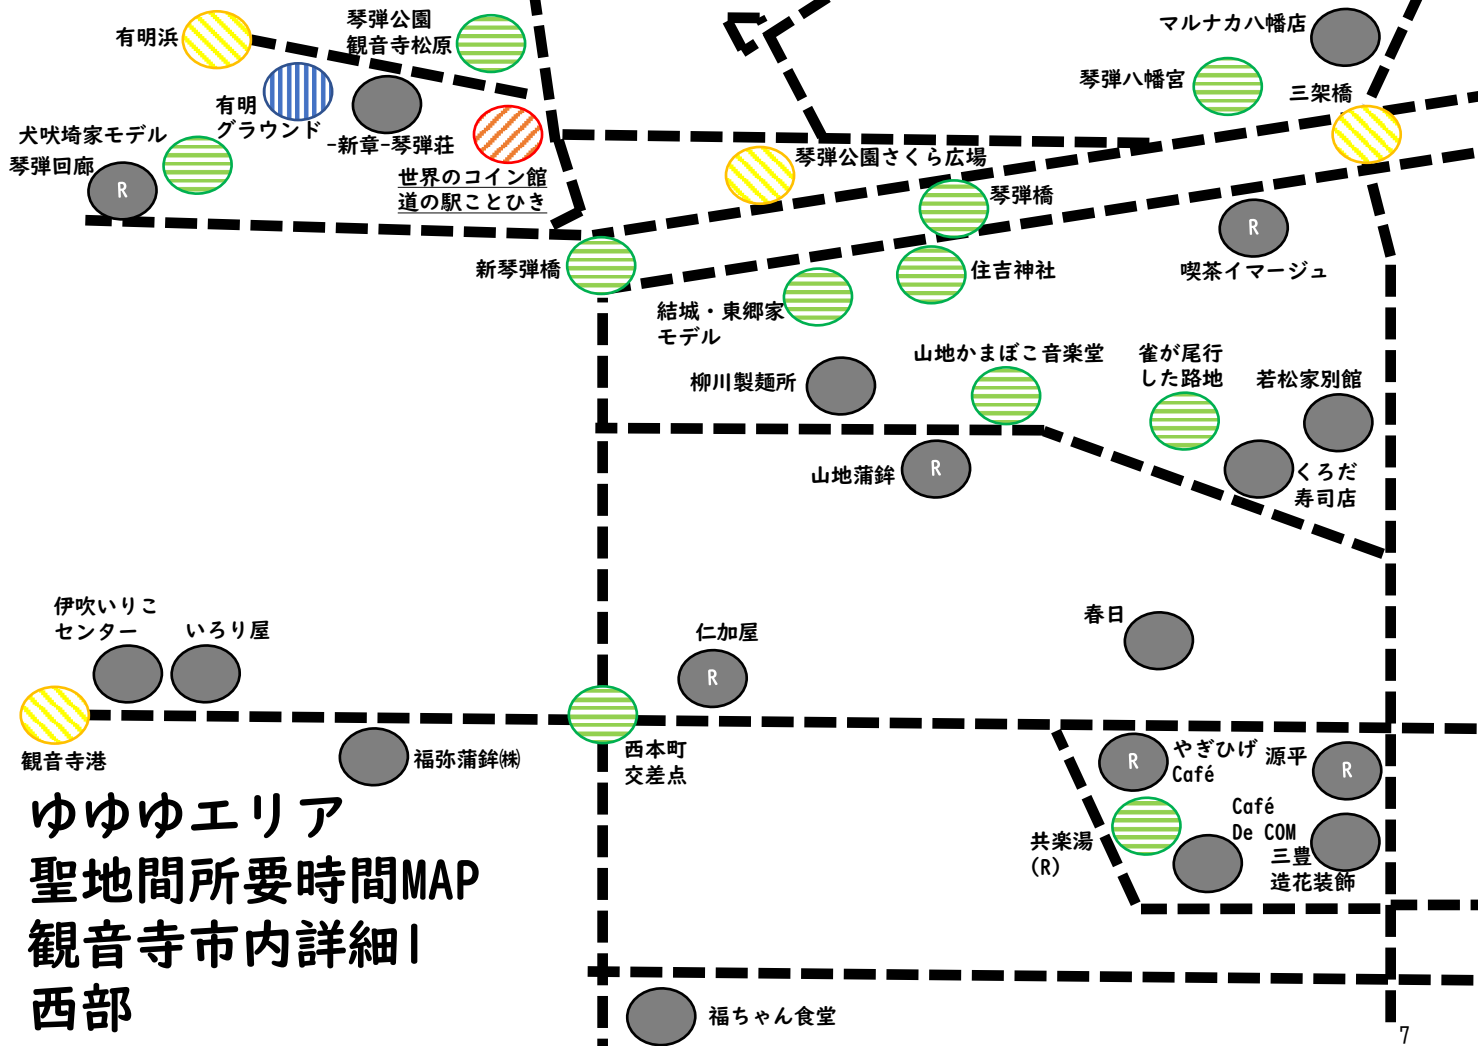 有明浜
琴弾公園
観音寺松原
マルナカ八幡店
琴弾八幡宮
三架橋
有明
グラウンド
-新章-琴弾荘
犬吠埼家モデル
琴弾回廊
R
世界のコイン館
道の駅ことひき
琴弾公園さくら広場
琴弾橋
R
喫茶イマージュ
新琴弾橋
住吉神社
結城・東郷家
モデル
柳川製麺所
山地かまぼこ音楽堂
雀が尾行
した路地
若松家別館
山地蒲鉾
R
くろだ
寿司店
伊吹いりこ
センター
いろり屋
仁加屋
R
春日
観音寺港
福弥蒲鉾㈱
西本町
交差点
R
やぎひげ
Café
源平
R
共楽湯
(R)
Café
De COM
三豊
造花装飾
ゆゆゆエリア
聖地間所要時間MAP
観音寺市内詳細1
西部
福ちゃん食堂
7